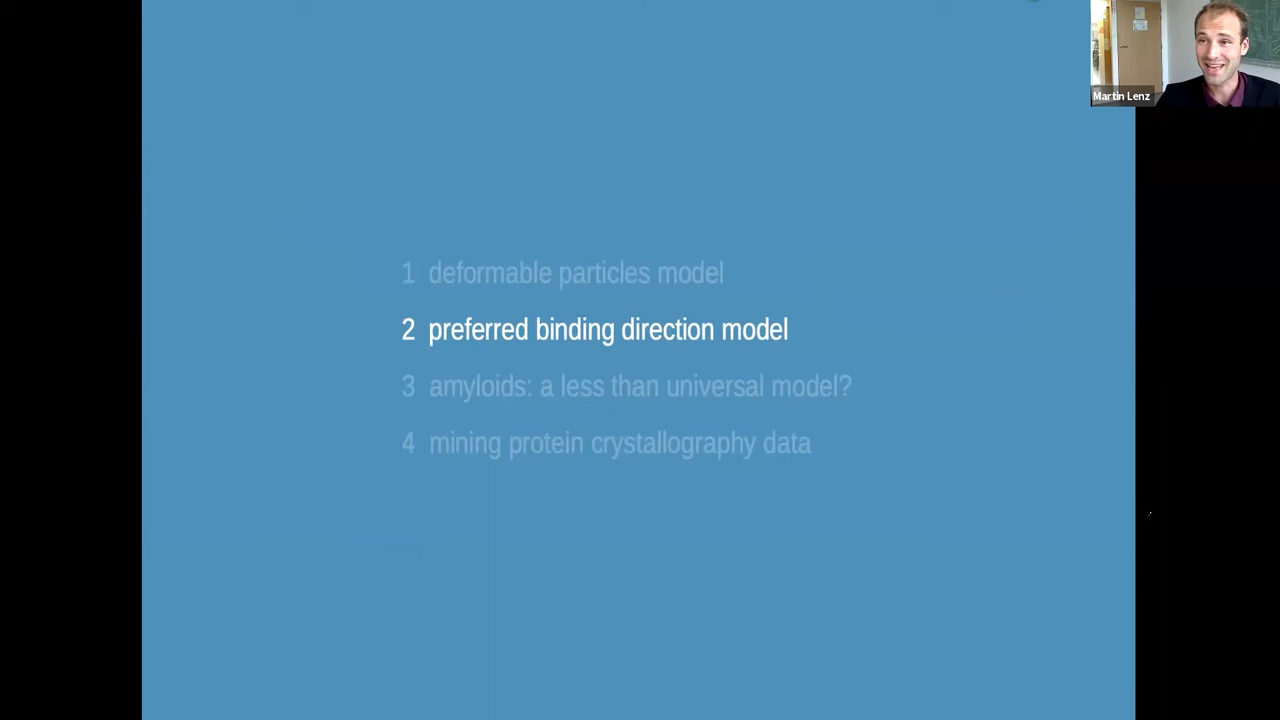 Martin Lenz
1 deformable particles model
2 preferred binding direction model
3 amyloids: a less than universal model?
4 mining protein crystallography data